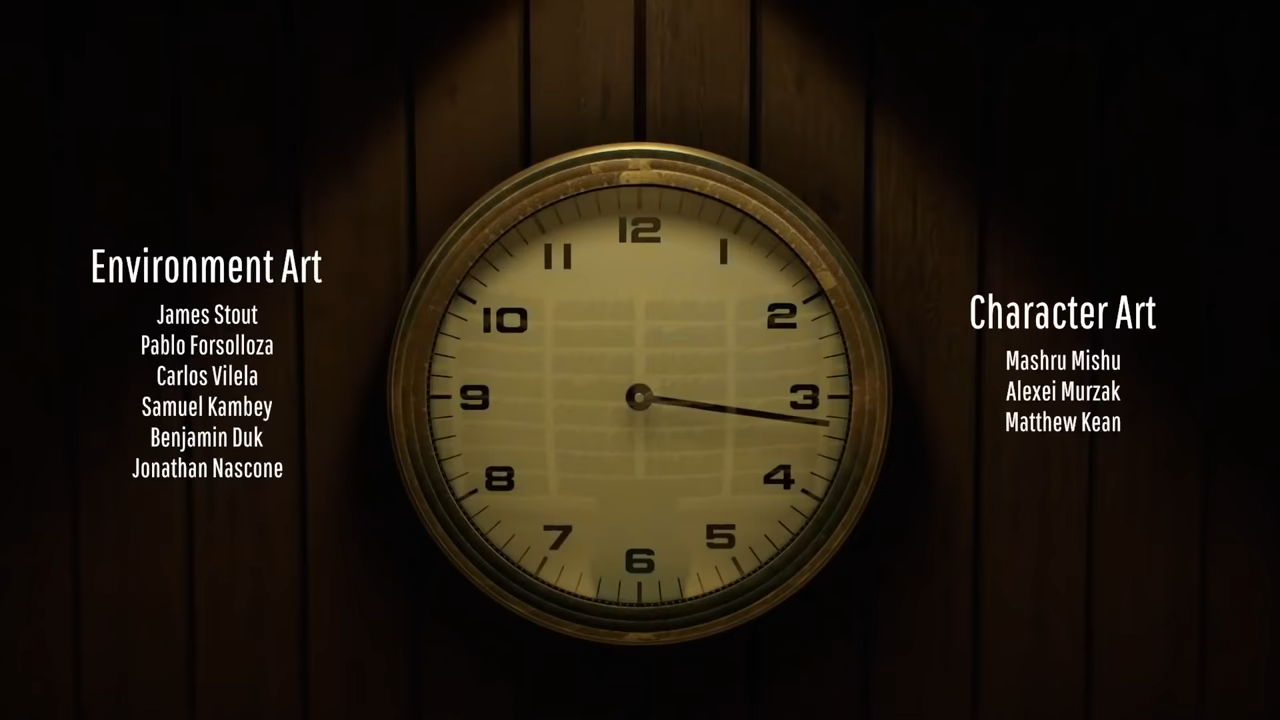 Environment Art
James Stout
Pablo Forsolloza
Carlos Vilela
Samuel Kambey
Benjamin Duk
Jonathan Nascone
12
11
1
10
2
9
3
8
4
7
5
6
Character Art
Mashru Mishu
Alexei Murzak
Matthew Kean